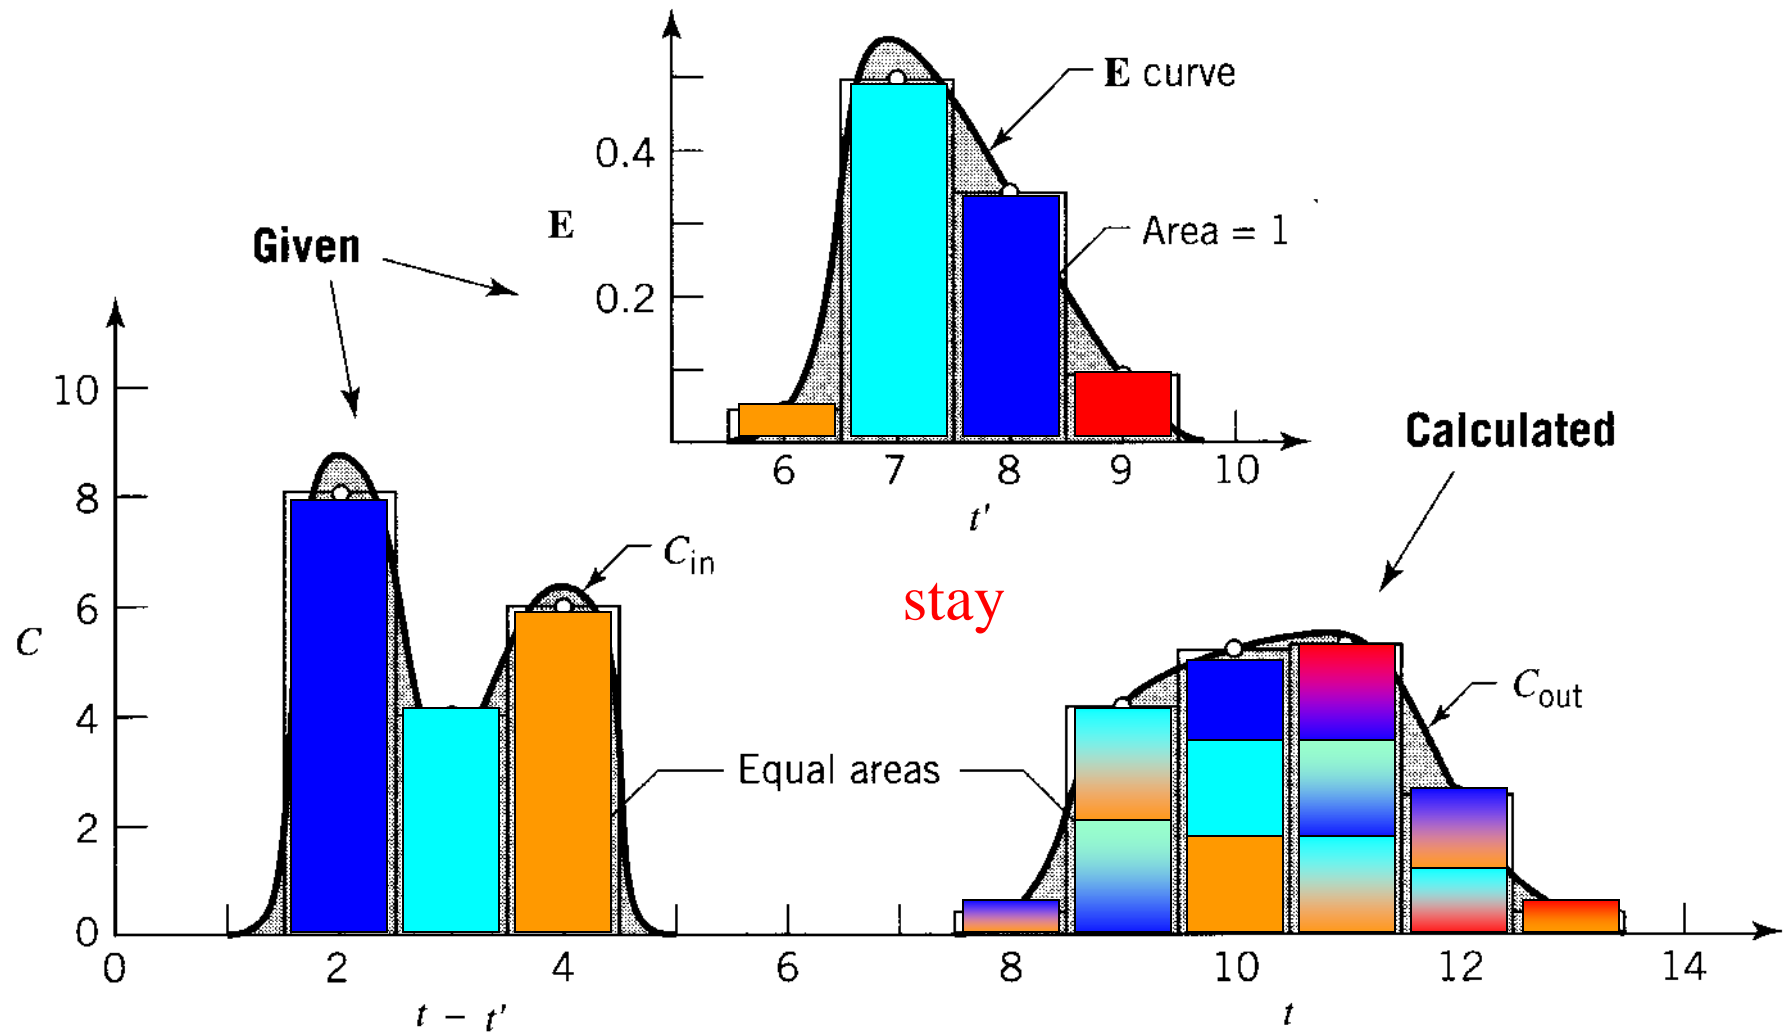 E curve
0.4
E
Area = 1
Given
0.2
10
Calculated
6 7 8 9 10
8
t'
C_in
6
stay
C
4
C_out
Equal areas
2
0
0 2 4 6 8 10 12 14
t – t'
t